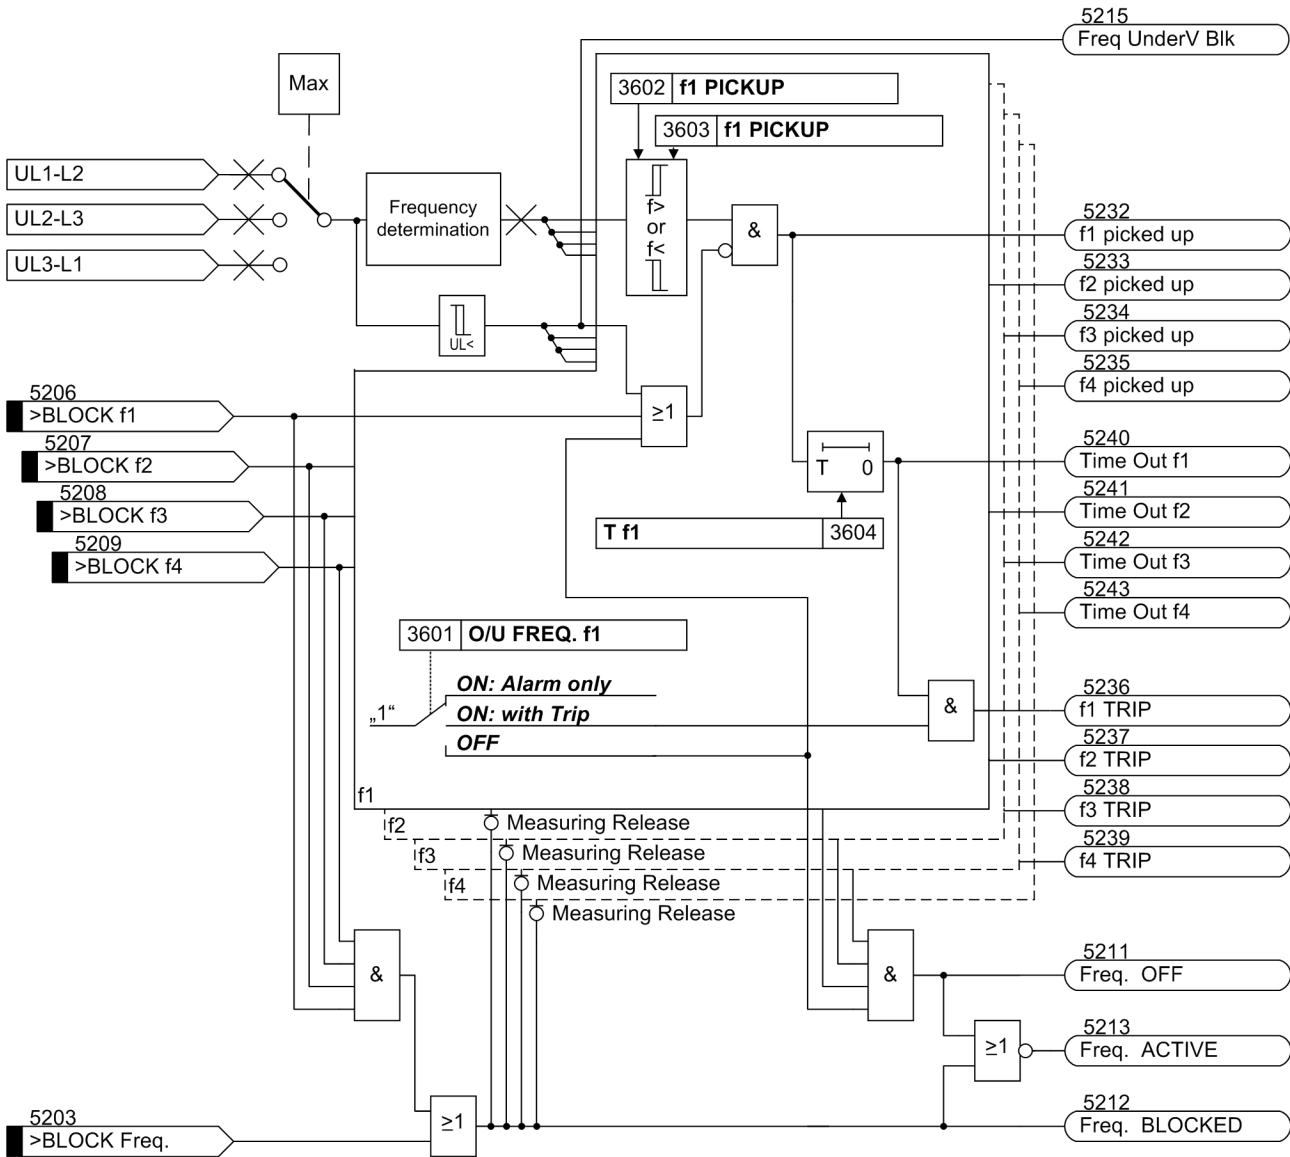 5215
Freq UnderV Blk
Max
3602 f1 PICKUP
3603 f1 PICKUP
UL1-L2
UL2-L3
UL3-L1
Frequency
determination
f>
or
f<
&
UL<
5232
f1 picked up
5233
f2 picked up
5234
f3 picked up
5235
f4 picked up
5206
>BLOCK f1
5207
>BLOCK f2
5208
>BLOCK f3
5209
>BLOCK f4
≥1
T 0
T f1 3604
5240
Time Out f1
5241
Time Out f2
5242
Time Out f3
5243
Time Out f4
3601 O/U FREQ. f1
ON: Alarm only
„1“
ON: with Trip
OFF
&
5236
f1 TRIP
5237
f2 TRIP
5238
f3 TRIP
5239
f4 TRIP
f1
f2
Measuring Release
f3
Measuring Release
f4
Measuring Release
Measuring Release
&
&
5211
Freq. OFF
≥1
5213
Freq. ACTIVE
5203
>BLOCK Freq.
≥1
5212
Freq. BLOCKED